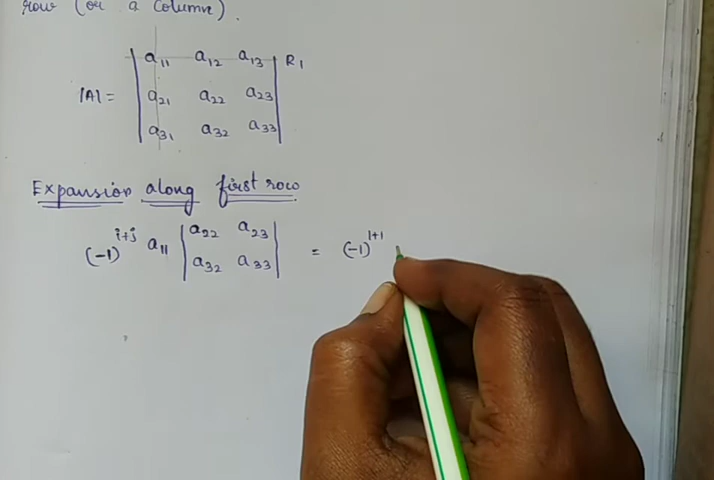 row (or a column).
|A| = | a11 a12 a13 | R1
| a21 a22 a23 |
| a31 a32 a33 |
Expansion along first row
(-1)^i+j a11 | a22 a23 | = (-1)^1+1
| a32 a33 |